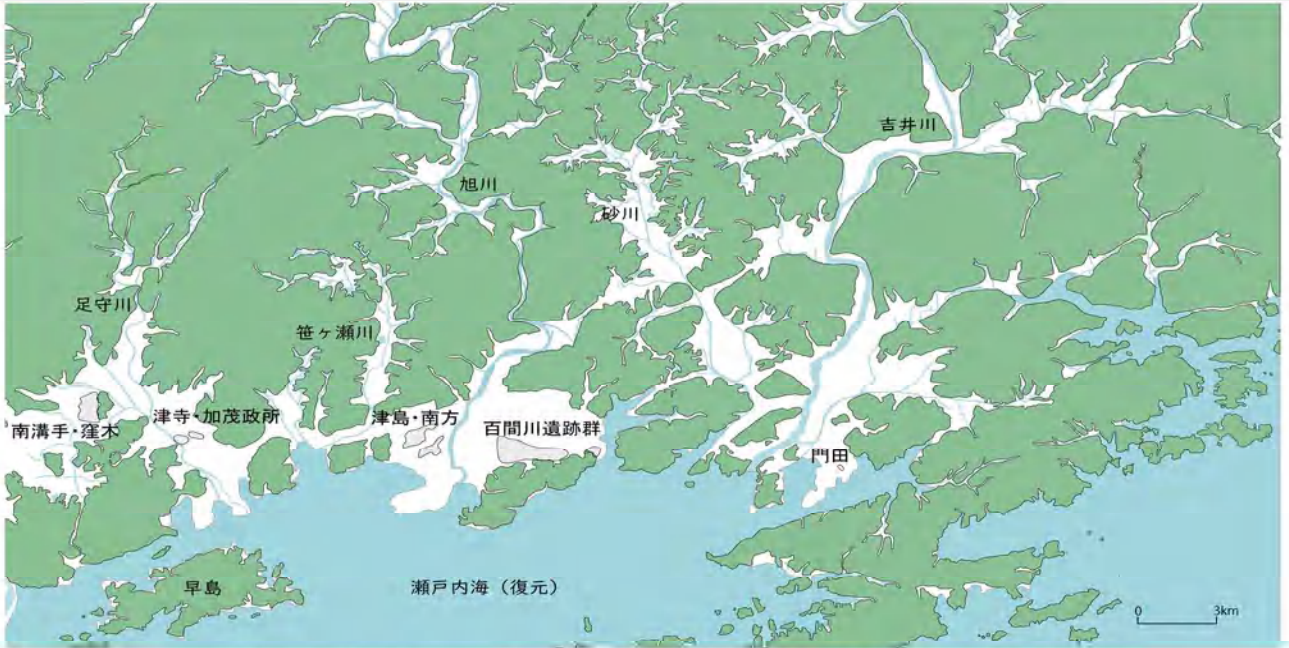 吉井川
旭川
砂川
足守川
笹ヶ瀬川
南溝手・窪木
津寺・加茂政所
津島・南方
百間川遺跡群
門田
早島
瀬戸内海（復元）
0
3km